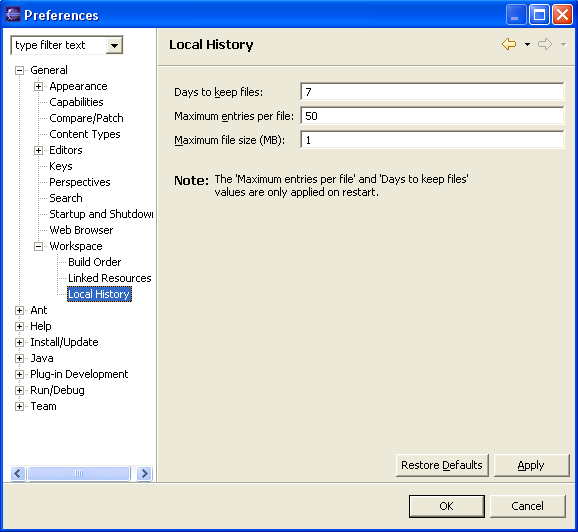 Preferences
type filter text
Local History
General
Appearance
Capabilities
Compare/Patch
Content Types
Editors
Keys
Perspectives
Search
Startup and Shutdown
Web Browser
Workspace
Build Order
Linked Resources
Local History
Ant
Help
Install/Update
Java
Plug-in Development
Run/Debug
Team
Days to keep files: 7
Maximum entries per file: 50
Maximum file size (MB): 1
Note: The 'Maximum entries per file' and 'Days to keep files'
values are only applied on restart.
Restore Defaults Apply
OK Cancel